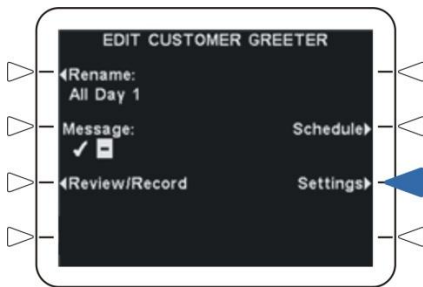 EDIT CUSTOMER GREETER
Rename:
All Day 1
Message:
Schedule
Review/Record
Settings